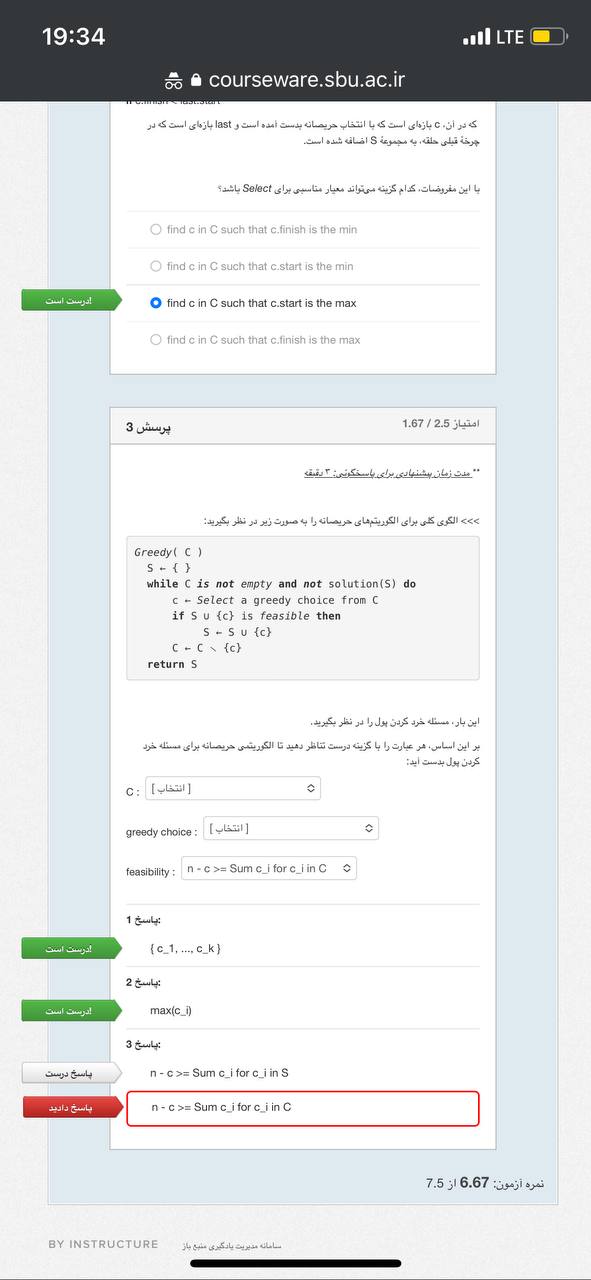 19:34
LTE
courseware.sbu.ac.ir
که در آن، c بازه‌ای است که با انتخاب حریصانه بدست آمده است و last بازه‌ای است که در
چرخهٔ قبلی حلقه، به مجموعهٔ S اضافه شده است.
با این مفروضات، کدام گزینه می‌تواند معیار مناسبی برای Select باشد؟
find c in C such that c.finish is the min
find c in C such that c.start is the min
درست است!
find c in C such that c.start is the max
find c in C such that c.finish is the max
پرسش 3
امتیاز 2.5 / 1.67
** مدت زمان پیشنهادی برای پاسخگوئی: ۳ دقیقه
>>> الگوی کلی برای الگوریتم‌های حریصانه را به صورت زیر در نظر بگیرید:
Greedy( C )
S ← { }
while C is not empty and not solution(S) do
c ← Select a greedy choice from C
if S ∪ {c} is feasible then
S ← S ∪ {c}
C ← C ∖ {c}
return S
این بار، مسئله خرد کردن پول را در نظر بگیرید.
بر این اساس، هر عبارت را با گزینه درست تناظر دهید تا الگوریتمی حریصانه برای مسئله خرد
کردن پول بدست آید:
C : [ انتخاب ]
greedy choice : [ انتخاب ]
feasibility : n - c >= Sum c_i for c_i in C
پاسخ 1:
درست است!
{ c_1, ..., c_k }
پاسخ 2:
درست است!
max(c_i)
پاسخ 3:
پاسخ درست
n - c >= Sum c_i for c_i in S
پاسخ دادید
n - c >= Sum c_i for c_i in C
نمره آزمون: 6.67 از 7.5
BY INSTRUCTURE
سامانه مدیریت یادگیری منبع باز